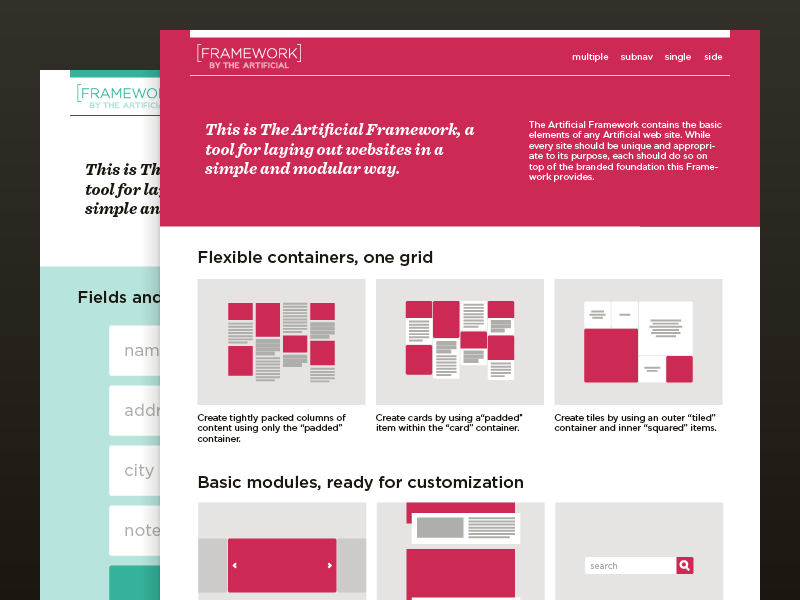 [FRAMEWORK]
BY THE ARTIFICIAL
multiple subnav single side
This is The Artificial Framework, a
tool for laying out websites in a
simple and modular way.
The Artificial Framework contains the basic
elements of any Artificial web site. While
every site should be unique and appropri-
ate to its purpose, each should do so on
top of the branded foundation this Frame-
work provides.
Flexible containers, one grid
Create tightly packed columns of
content using only the “padded”
container.
Create cards by using a“padded”
item within the “card” container.
Create tiles by using an outer “tiled”
container and inner “squared” items.
Basic modules, ready for customization
search
[FRAMEWO
BY THE ARTIFICI
This is Th
tool for la
simple an
Fields and
nam
addr
city
note